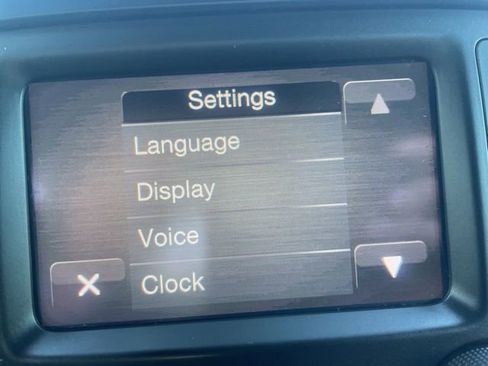 Settings
Language
Display
Voice
Clock